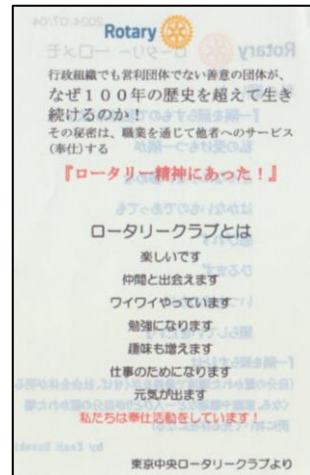 Rotary
行政組織でも営利団体でない善意の団体が、
なぜ100年の歴史を超えて生き
続けるのか！
その秘密は、職業を通じて他者へのサービス
（奉仕）する
『ロータリー精神にあった！』
ロータリークラブとは
楽しいです
仲間と出会えます
ワイワイやっています
勉強になります
趣味も増えます
仕事のためになります
元気が出ます
私たちは奉仕活動をしています！
東京中央ロータリークラブより